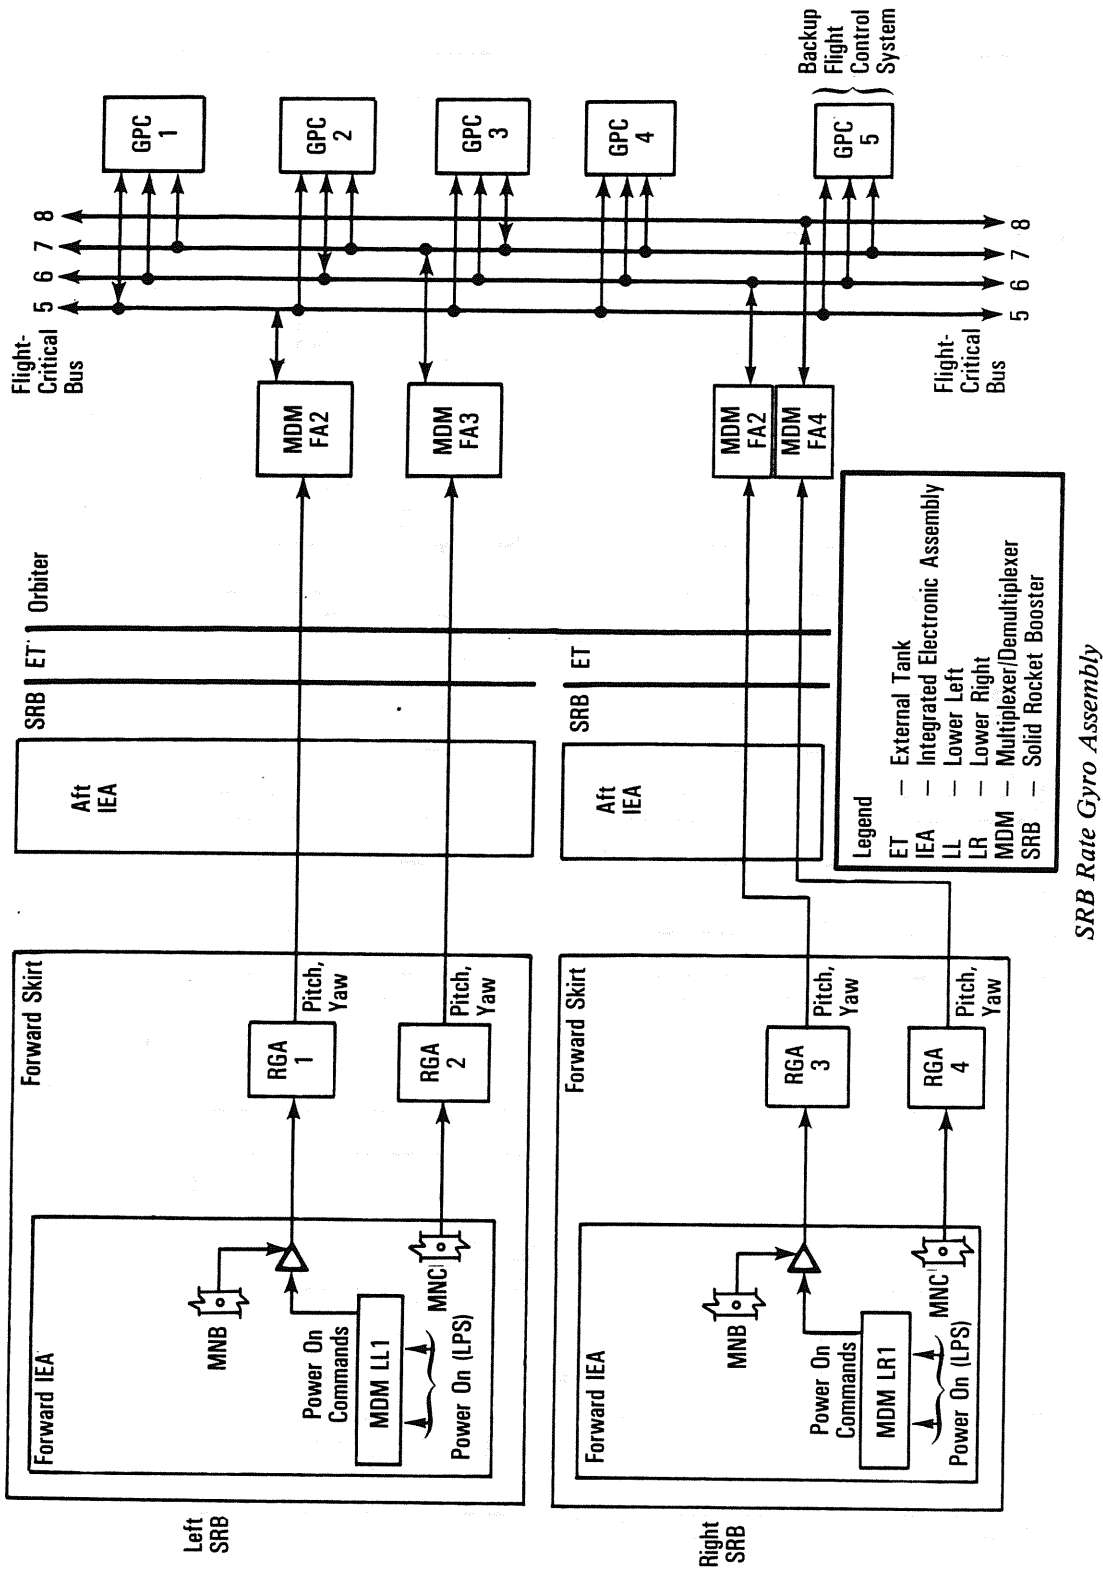 Left
SRB
Forward Skirt
Forward IEA
MNB
Power On
Commands
MDM LL1
Power On (LPS)
MNC
RGA
1
Pitch,
Yaw
RGA
2
Pitch,
Yaw
Aft
IEA
SRB
ET
Orbiter
MDM
FA2
MDM
FA3
Flight-
Critical
Bus
5
6
7
8
GPC
1
GPC
2
GPC
3
GPC
4
GPC
5
Backup
Flight
Control
System
Right
SRB
Forward Skirt
Forward IEA
MNB
Power On
Commands
MDM LR1
Power On (LPS)
MNC
RGA
3
Pitch,
Yaw
RGA
4
Pitch,
Yaw
Aft
IEA
SRB
ET
MDM
FA2
MDM
FA4
Flight-
Critical
Bus
5
6
7
8
Legend
ET — External Tank
IEA — Integrated Electronic Assembly
LL — Lower Left
LR — Lower Right
MDM — Multiplexer/Demultiplexer
SRB — Solid Rocket Booster
SRB Rate Gyro Assembly